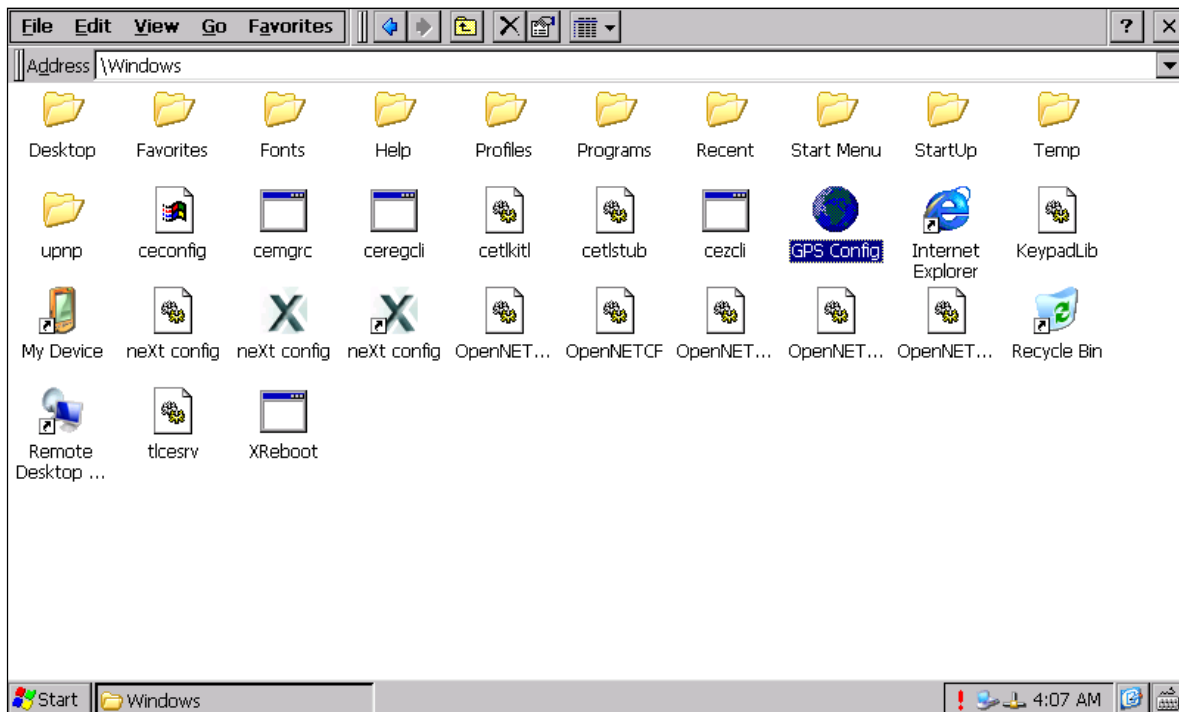 File Edit View Go Favorites ?
Address \Windows
Desktop Favorites Fonts Help Profiles Programs Recent Start Menu StartUp Temp
upnp ceconfig cemgrc ceregcli cetlkitl cetlstub cezcli GPS Config Internet Explorer KeypadLib
My Device neXt config neXt config neXt config OpenNET... OpenNETCF OpenNET... OpenNET... OpenNET... Recycle Bin
Remote Desktop ... tlcesrv XReboot
Start Windows 4:07 AM